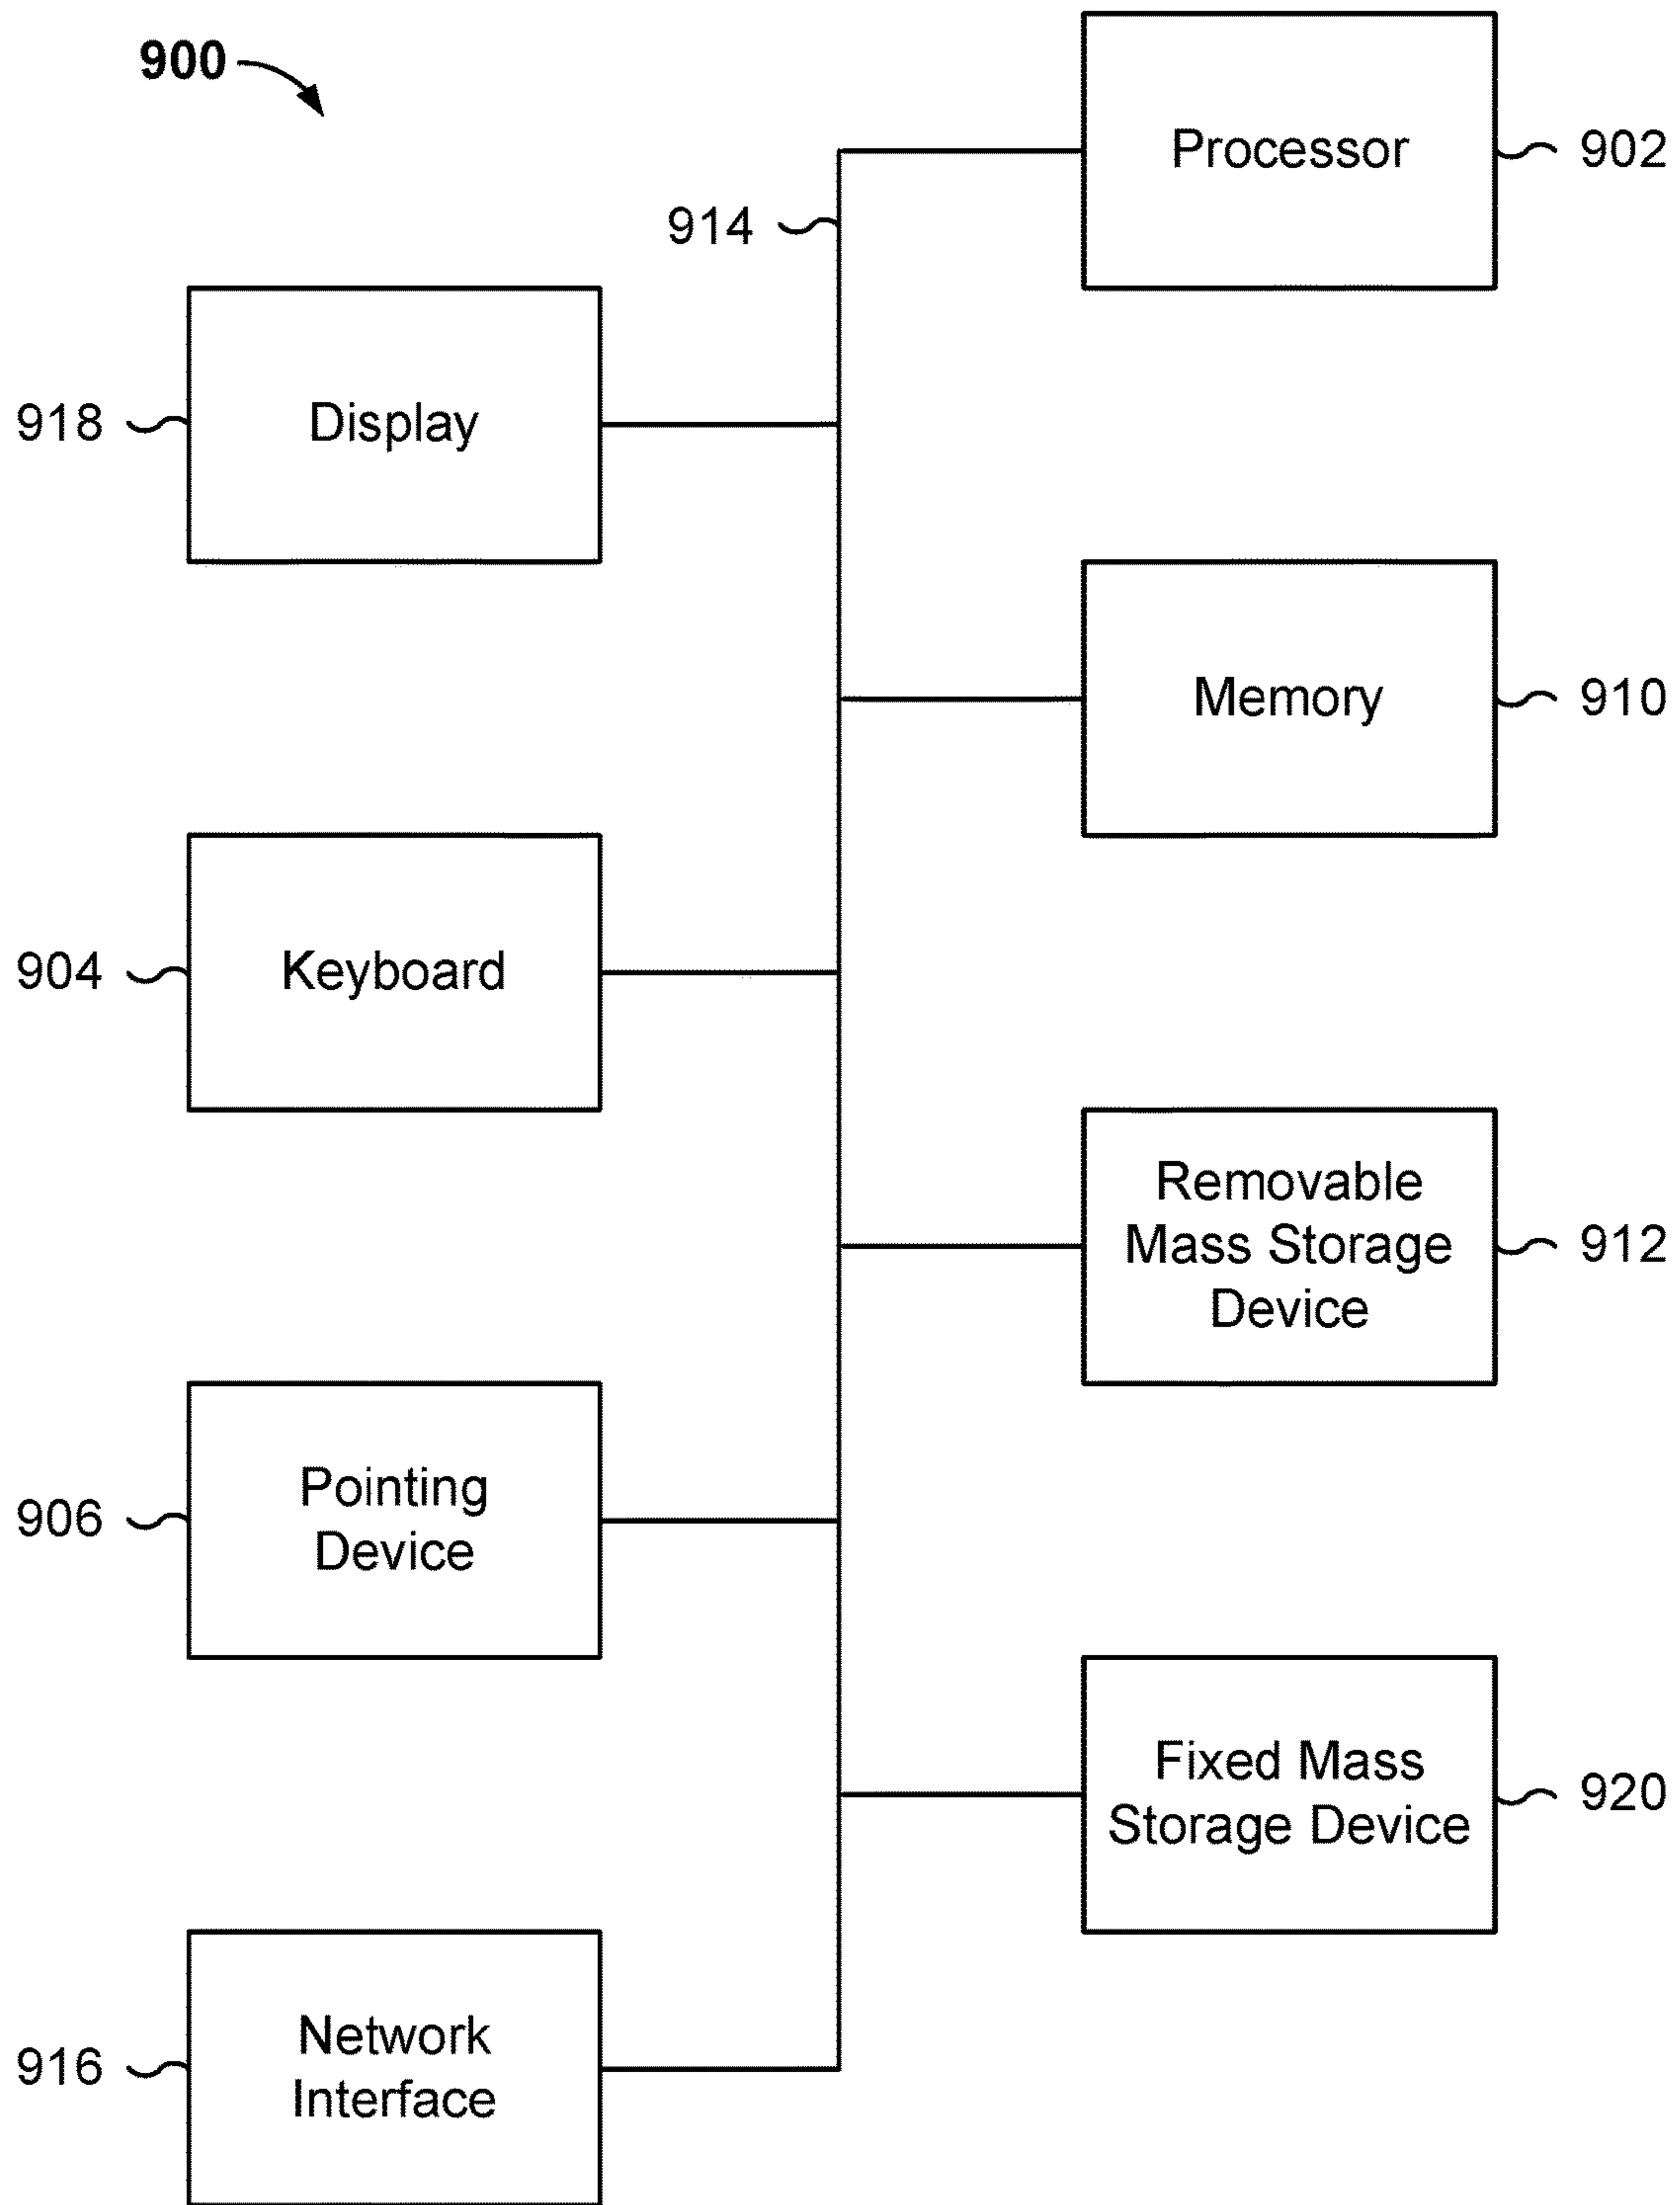 900
Processor
902
914
918
Display
Memory
910
904
Keyboard
Removable
Mass Storage
Device
912
906
Pointing
Device
Fixed Mass
Storage Device
920
916
Network
Interface